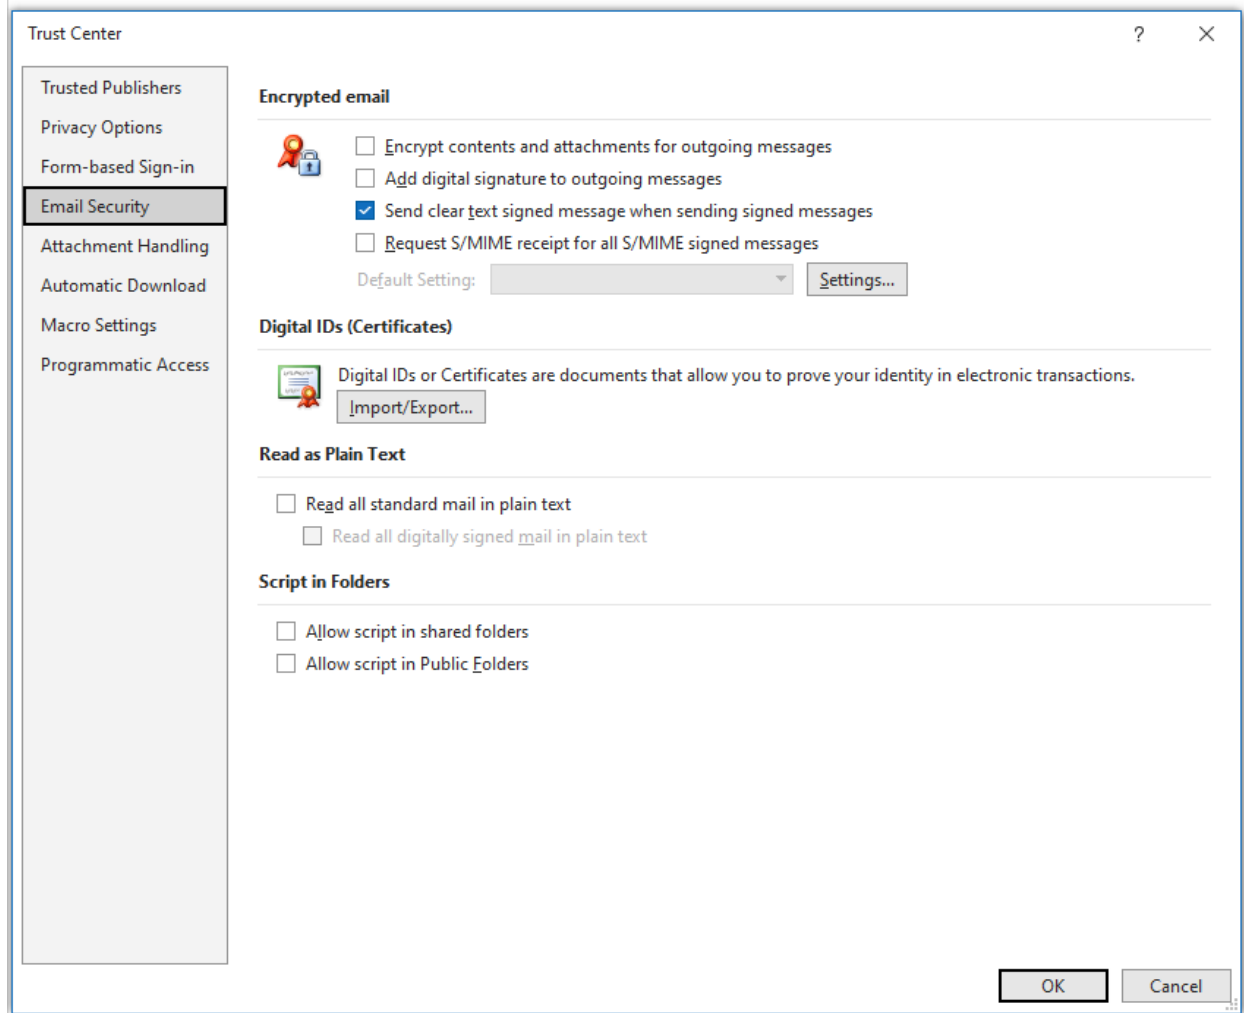 Trust Center
?
Trusted Publishers
Privacy Options
Form-based Sign-in
Email Security
Attachment Handling
Automatic Download
Macro Settings
Programmatic Access
Encrypted email
Encrypt contents and attachments for outgoing messages
Add digital signature to outgoing messages
Send clear text signed message when sending signed messages
Request S/MIME receipt for all S/MIME signed messages
Default Setting:
Settings...
Digital IDs (Certificates)
Digital IDs or Certificates are documents that allow you to prove your identity in electronic transactions.
Import/Export...
Read as Plain Text
Read all standard mail in plain text
Read all digitally signed mail in plain text
Script in Folders
Allow script in shared folders
Allow script in Public Folders
OK
Cancel